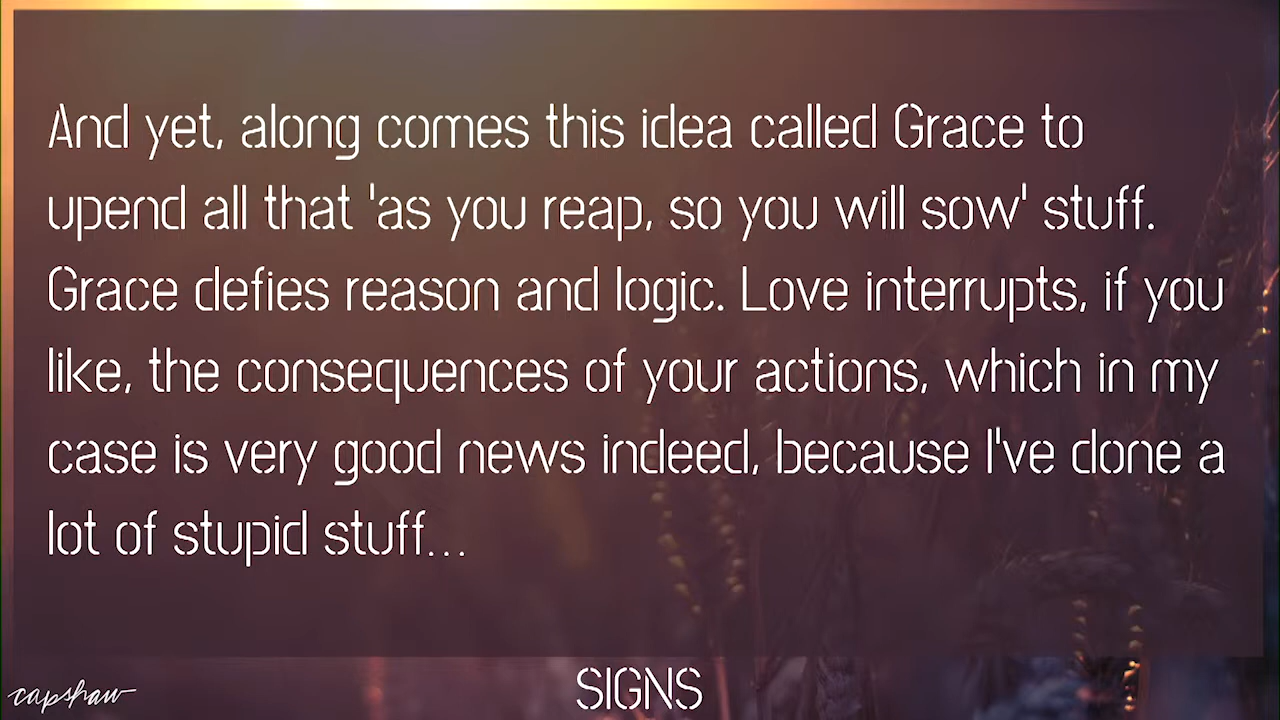 And yet, along comes this idea called Grace to
upend all that 'as you reap, so you will sow' stuff.
Grace defies reason and logic. Love interrupts, if you
like, the consequences of your actions, which in my
case is very good news indeed, because I've done a
lot of stupid stuff...
capshaw
SIGNS